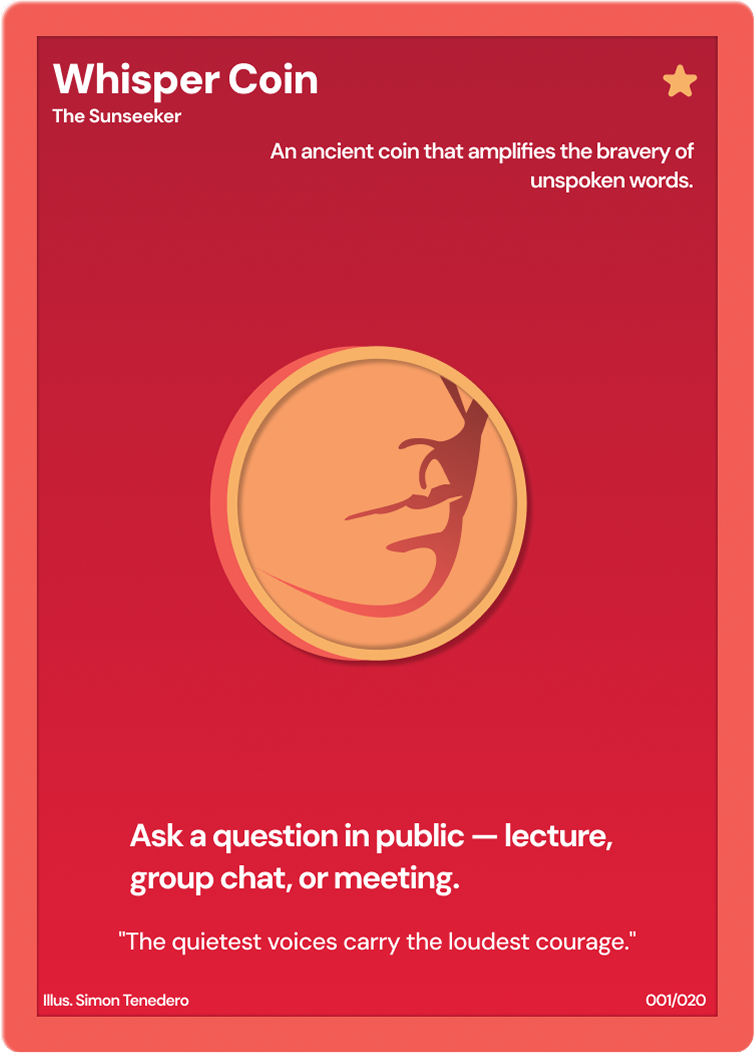 Whisper Coin
The Sunseeker
An ancient coin that amplifies the bravery of
unspoken words.
Ask a question in public — lecture,
group chat, or meeting.
"The quietest voices carry the loudest courage."
Illus. Simon Tenedero
001/020